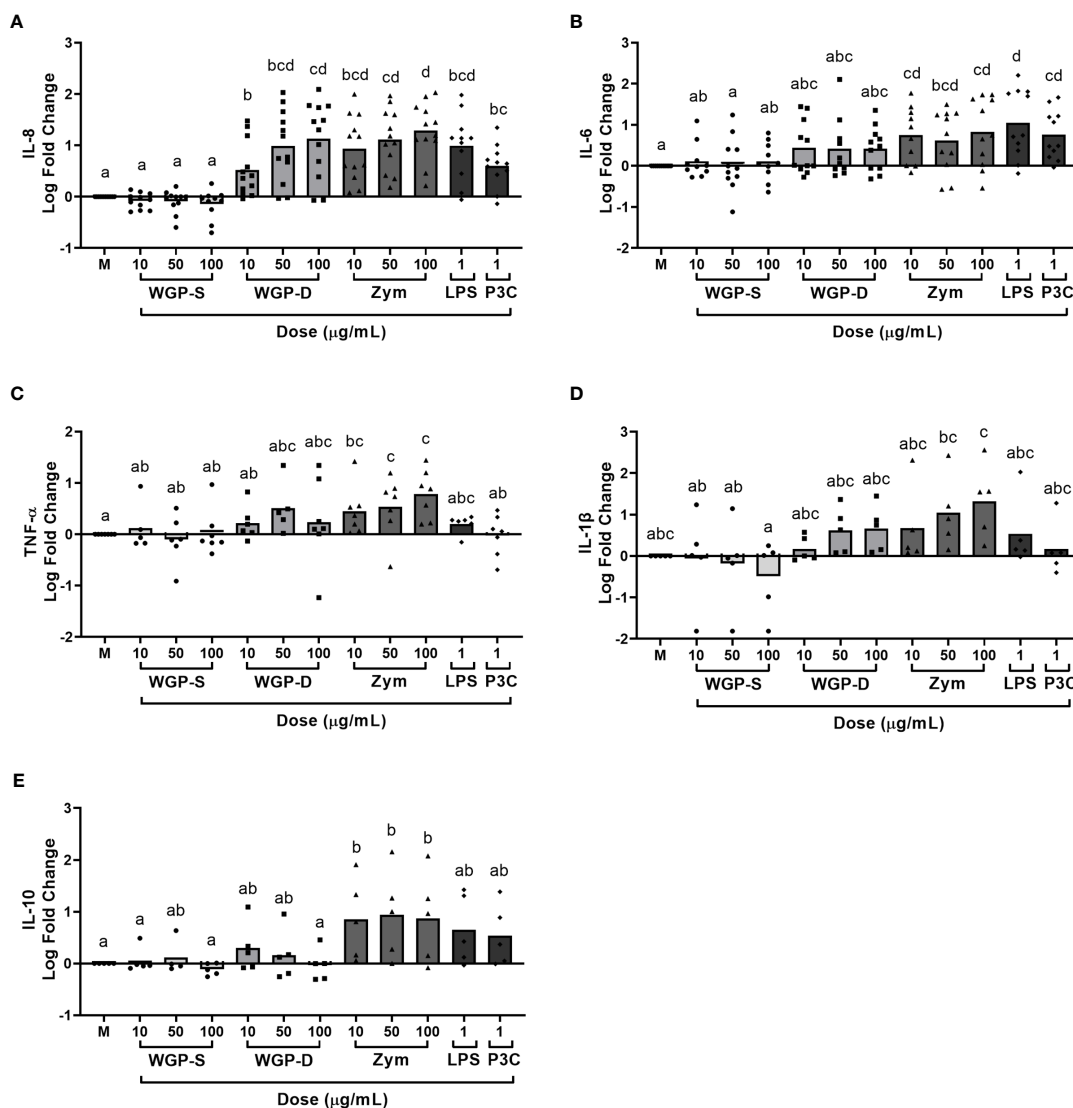 A
IL-8
Log Fold Change
3
2
1
0
-1
a a a a b bcd cd bcd cd d bcd bc
M 10 50 100 10 50 100 10 50 100 1 1
WGP-S WGP-D Zym LPS P3C
Dose (μg/mL)
B
IL-6
Log Fold Change
3
2
1
0
-1
-2
a ab a ab abc abc abc cd bcd cd d cd
M 10 50 100 10 50 100 10 50 100 1 1
WGP-S WGP-D Zym LPS P3C
Dose (μg/mL)
C
TNF-α
Log Fold Change
2
1
0
-1
-2
a ab ab ab ab abc abc bc c c abc ab
M 10 50 100 10 50 100 10 50 100 1 1
WGP-S WGP-D Zym LPS P3C
Dose (μg/mL)
D
IL-1β
Log Fold Change
3
2
1
0
-1
-2
abc ab ab a abc abc abc abc bc c abc abc
M 10 50 100 10 50 100 10 50 100 1 1
WGP-S WGP-D Zym LPS P3C
Dose (μg/mL)
E
IL-10
Log Fold Change
3
2
1
0
-1
a a ab a ab ab a b b b ab ab
M 10 50 100 10 50 100 10 50 100 1 1
WGP-S WGP-D Zym LPS P3C
Dose (μg/mL)